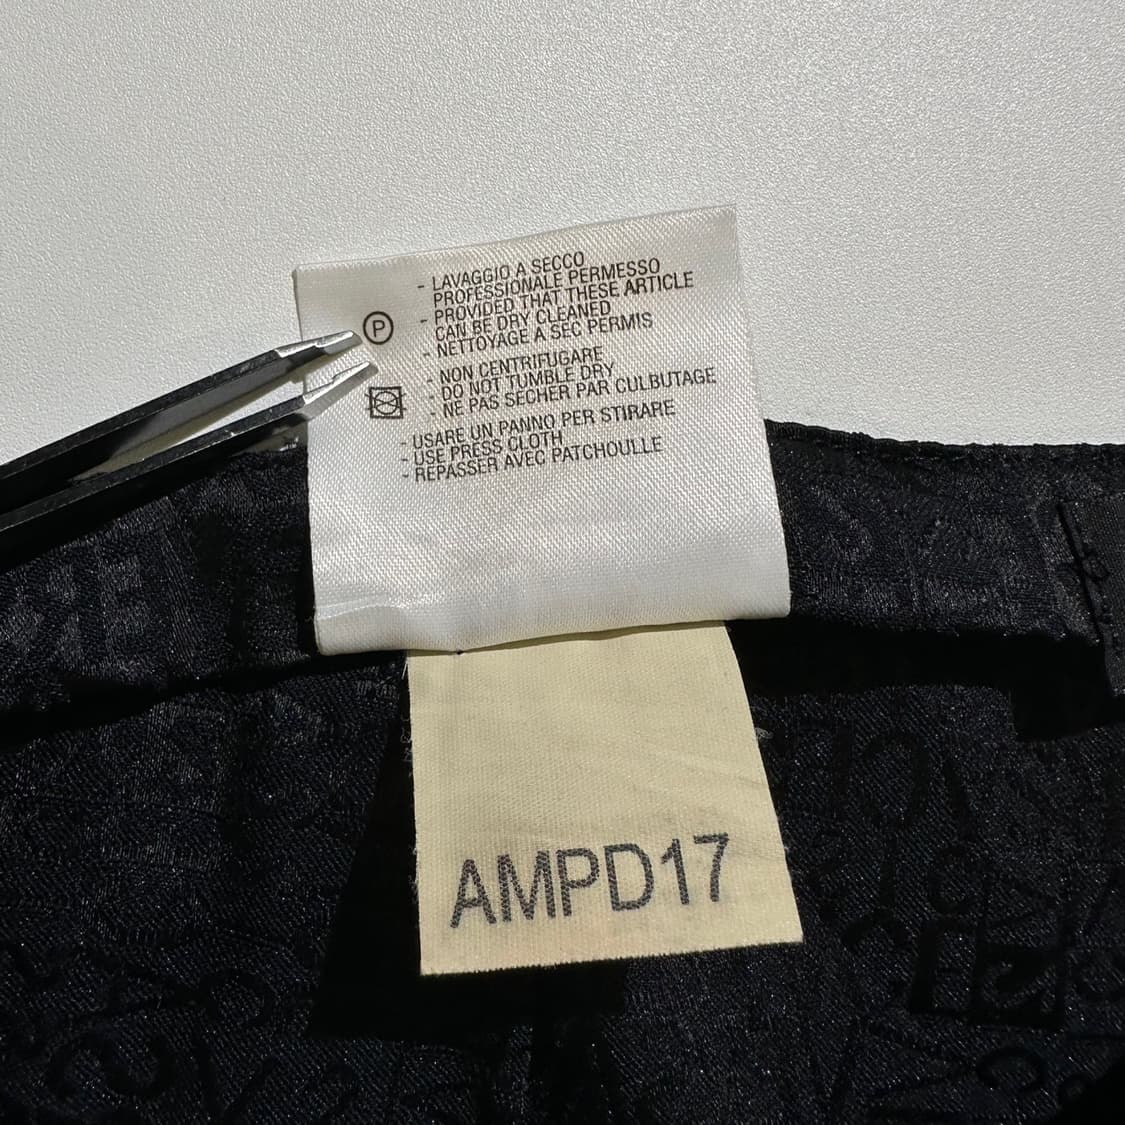 - LAVAGGIO A SECCO
PROFESSIONALE PERMESSO
- PROVIDED THAT THESE ARTICLE
CAN BE DRY CLEANED
- NETTOYAGE A SEC PERMIS
P
- NON CENTRIFUGARE
- DO NOT TUMBLE DRY
- NE PAS SECHER PAR CULBUTAGE
- USARE UN PANNO PER STIRARE
- USE PRESS CLOTH
- REPASSER AVEC PATCHOULLE
AMPD17